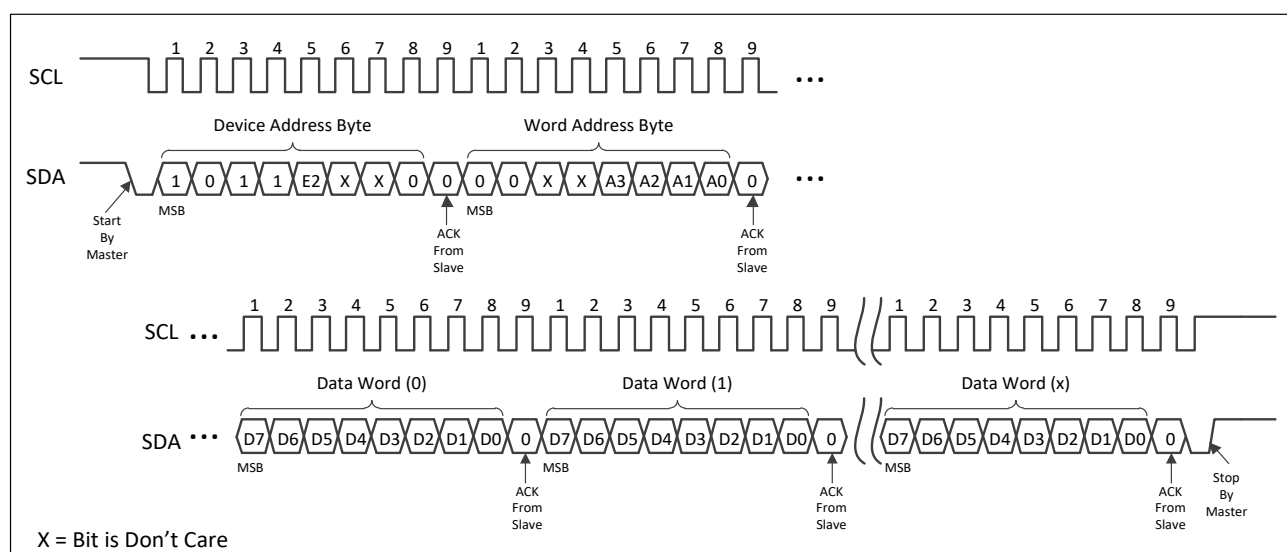 1 2 3 4 5 6 7 8 9 1 2 3 4 5 6 7 8 9
SCL
Device Address Byte Word Address Byte
SDA 1 0 1 1 E2 X X 0 0 0 0 X X A3 A2 A1 A0 0
MSB MSB
Start
By
Master
ACK
From
Slave
ACK
From
Slave
1 2 3 4 5 6 7 8 9 1 2 3 4 5 6 7 8 9 1 2 3 4 5 6 7 8 9
SCL
Data Word (0) Data Word (1) Data Word (x)
SDA D7 D6 D5 D4 D3 D2 D1 D0 0 D7 D6 D5 D4 D3 D2 D1 D0 0 D7 D6 D5 D4 D3 D2 D1 D0 0
MSB MSB MSB
ACK
From
Slave
ACK
From
Slave
ACK
From
Slave
Stop
By
Master
X = Bit is Don’t Care